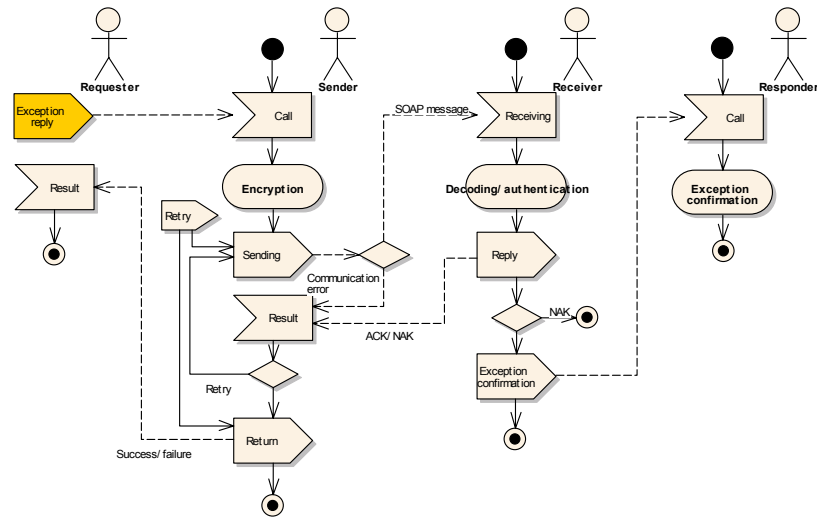 Requester
Sender
Receiver
Responder
Exception
reply
Call
SOAP message
Receiving
Call
Result
Encryption
Decoding/ authentication
Exception
confirmation
Retry
Sending
Reply
Communication
error
Result
NAK
ACK/ NAK
Exception
confirmation
Retry
Return
Success/ failure